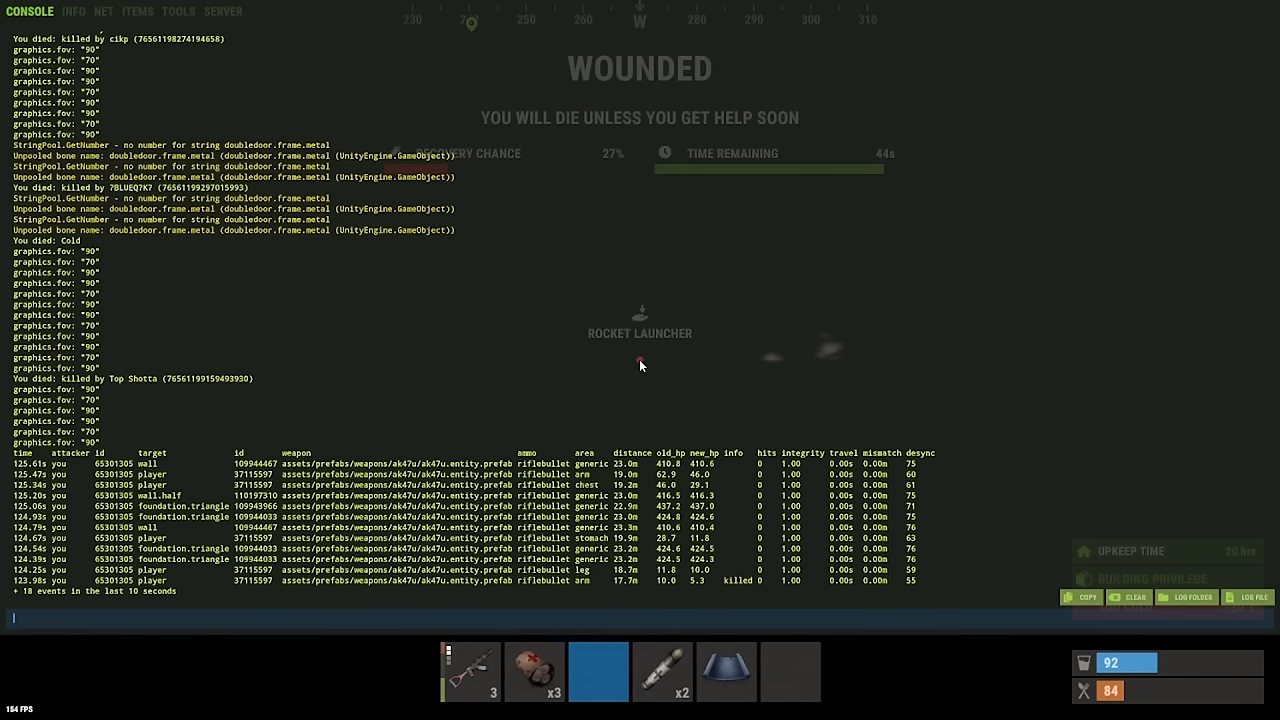 CONSOLE INFO NET ITEMS TOOLS SERVER
230 240 250 260 W 280 290 300 310
WOUNDED
YOU WILL DIE UNLESS YOU GET HELP SOON
RECOVERY CHANCE 27% TIME REMAINING 44s
You died: killed by cikp (76561198274194658)
graphics.fov: "90"
graphics.fov: "70"
graphics.fov: "90"
graphics.fov: "90"
graphics.fov: "70"
graphics.fov: "90"
graphics.fov: "90"
graphics.fov: "70"
graphics.fov: "90"
StringPool.GetNumber - no number for string doubledoor.frame.metal
Unpooled bone name: doubledoor.frame.metal (doubledoor.frame.metal (UnityEngine.GameObject))
StringPool.GetNumber - no number for string doubledoor.frame.metal
Unpooled bone name: doubledoor.frame.metal (doubledoor.frame.metal (UnityEngine.GameObject))
You died: killed by ?BLUEQ?K? (76561199297015993)
StringPool.GetNumber - no number for string doubledoor.frame.metal
Unpooled bone name: doubledoor.frame.metal (doubledoor.frame.metal (UnityEngine.GameObject))
StringPool.GetNumber - no number for string doubledoor.frame.metal
Unpooled bone name: doubledoor.frame.metal (doubledoor.frame.metal (UnityEngine.GameObject))
You died: Cold
graphics.fov: "90"
graphics.fov: "70"
graphics.fov: "90"
graphics.fov: "90"
graphics.fov: "70"
graphics.fov: "90"
graphics.fov: "90"
graphics.fov: "70"
graphics.fov: "90"
graphics.fov: "90"
graphics.fov: "70"
graphics.fov: "90"
ROCKET LAUNCHER
You died: killed by Top Shotta (76561199159493930)
graphics.fov: "90"
graphics.fov: "70"
graphics.fov: "90"
graphics.fov: "90"
graphics.fov: "70"
graphics.fov: "90"
time attacker id target id weapon ammo area distance old_hp new_hp info hits integrity travel mismatch desync
125.61s you 65301305 wall 109944467 assets/prefabs/weapons/ak47u/ak47u.entity.prefab riflebullet generic 23.0m 410.8 410.6 0 1.00 0.00s 0.00m 75
125.47s you 65301305 player 37115597 assets/prefabs/weapons/ak47u/ak47u.entity.prefab riflebullet arm 19.0m 62.9 46.0 0 1.00 0.00s 0.00m 60
125.34s you 65301305 player 37115597 assets/prefabs/weapons/ak47u/ak47u.entity.prefab riflebullet chest 19.2m 46.0 29.1 0 1.00 0.00s 0.00m 61
125.20s you 65301305 wall.half 110197310 assets/prefabs/weapons/ak47u/ak47u.entity.prefab riflebullet generic 23.0m 416.5 416.3 0 1.00 0.00s 0.00m 75
125.06s you 65301305 foundation.triangle 109943966 assets/prefabs/weapons/ak47u/ak47u.entity.prefab riflebullet generic 22.9m 437.2 437.0 0 1.00 0.00s 0.00m 71
124.93s you 65301305 foundation.triangle 109944033 assets/prefabs/weapons/ak47u/ak47u.entity.prefab riflebullet generic 23.0m 424.8 424.6 0 1.00 0.00s 0.00m 75
124.79s you 65301305 wall 109944467 assets/prefabs/weapons/ak47u/ak47u.entity.prefab riflebullet generic 23.3m 410.6 410.4 0 1.00 0.00s 0.00m 76
124.67s you 65301305 player 37115597 assets/prefabs/weapons/ak47u/ak47u.entity.prefab riflebullet stomach 19.9m 28.7 11.8 0 1.00 0.00s 0.00m 63
124.54s you 65301305 foundation.triangle 109944033 assets/prefabs/weapons/ak47u/ak47u.entity.prefab riflebullet generic 23.2m 424.6 424.5 0 1.00 0.00s 0.00m 76
124.39s you 65301305 foundation.triangle 109944033 assets/prefabs/weapons/ak47u/ak47u.entity.prefab riflebullet generic 23.2m 424.5 424.3 0 1.00 0.00s 0.00m 76
124.25s you 65301305 player 37115597 assets/prefabs/weapons/ak47u/ak47u.entity.prefab riflebullet leg 18.7m 11.8 10.0 0 1.00 0.00s 0.00m 59
123.98s you 65301305 player 37115597 assets/prefabs/weapons/ak47u/ak47u.entity.prefab riflebullet arm 17.7m 10.0 5.3 killed 0 1.00 0.00s 0.00m 55
+ 18 events in the last 10 seconds
UPKEEP TIME 20 hrs
BUILDING PRIVILEGE
COPY CLEAR LOG FOLDER LOG FILE
3 x3 x2
92
84
154 FPS